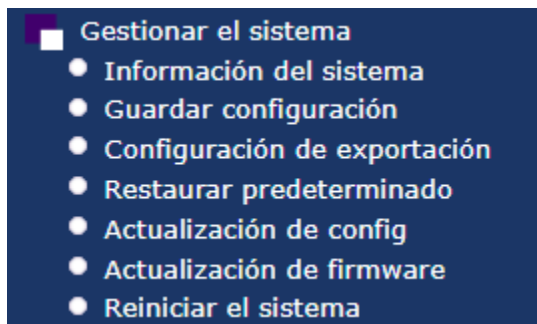 Gestionar el sistema
Información del sistema
Guardar configuración
Configuración de exportación
Restaurar predeterminado
Actualización de config
Actualización de firmware
Reiniciar el sistema